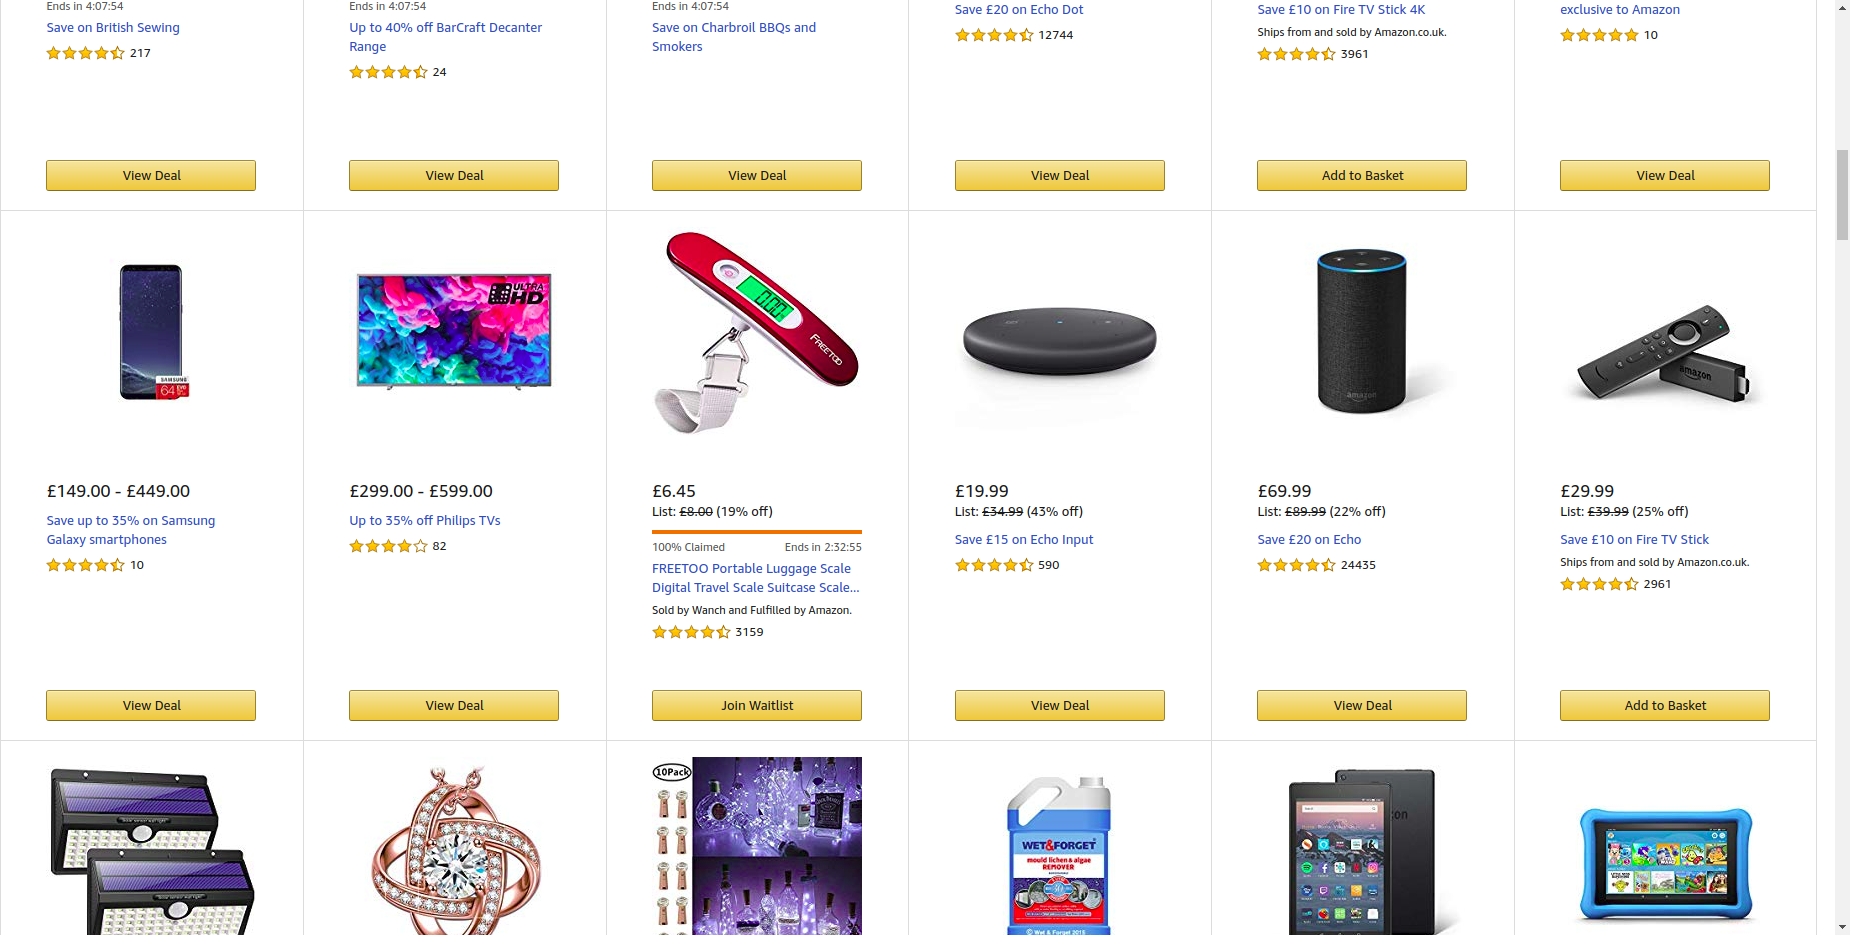 Ends in 4:07:54
Save on British Sewing
217
View Deal
Ends in 4:07:54
Up to 40% off BarCraft Decanter
Range
24
View Deal
Ends in 4:07:54
Save on Charbroil BBQs and
Smokers
View Deal
Save £20 on Echo Dot
12744
View Deal
Save £10 on Fire TV Stick 4K
Ships from and sold by Amazon.co.uk.
3961
Add to Basket
exclusive to Amazon
10
View Deal
SAMSUNG
64 EVO
£149.00 - £449.00
Save up to 35% on Samsung
Galaxy smartphones
10
View Deal
ULTRA
HD
£299.00 - £599.00
Up to 35% off Philips TVs
82
View Deal
0.00
FREETOO
£6.45
List: £8.00 (19% off)
100% Claimed
Ends in 2:32:55
FREETOO Portable Luggage Scale
Digital Travel Scale Suitcase Scale...
Sold by Wanch and Fulfilled by Amazon.
3159
Join Waitlist
£19.99
List: £34.99 (43% off)
Save £15 on Echo Input
590
View Deal
amazon
£69.99
List: £89.99 (22% off)
Save £20 on Echo
24435
View Deal
amazon
£29.99
List: £39.99 (25% off)
Save £10 on Fire TV Stick
Ships from and sold by Amazon.co.uk.
2961
Add to Basket
10Pack
WET&FORGET
mould lichen & algae
REMOVER
© Wet & Forget 2015